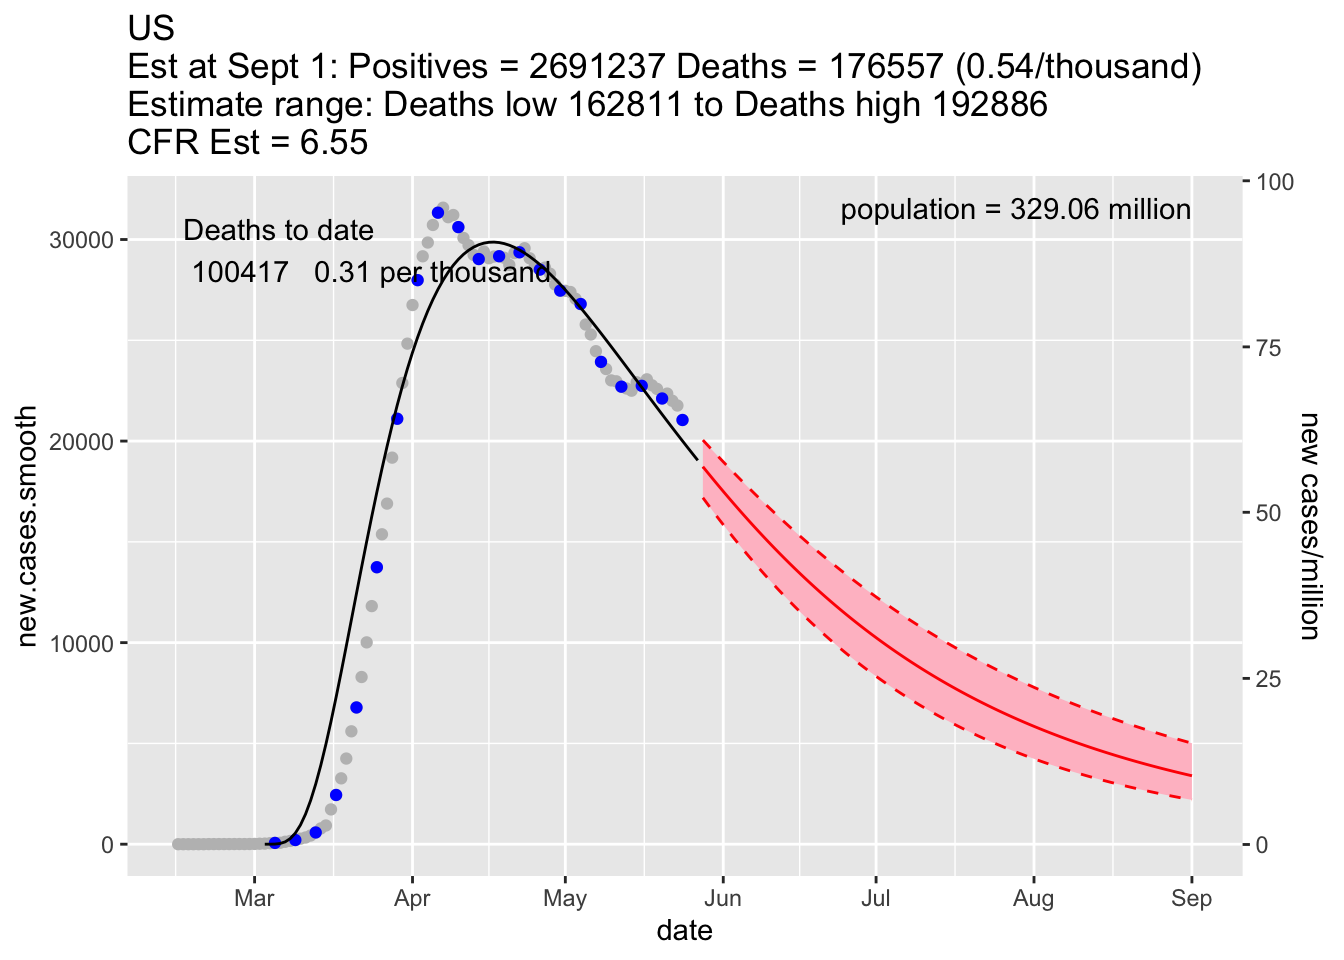 US
Est at Sept 1: Positives = 2691237 Deaths = 176557 (0.54/thousand)
Estimate range: Deaths low 162811 to Deaths high 192886
CFR Est = 6.55
Deaths to date
100417 0.31 per thousand
population = 329.06 million
30000
20000
10000
0
new.cases.smooth
100
75
50
25
0
new cases/million
Mar Apr May Jun Jul Aug Sep
date